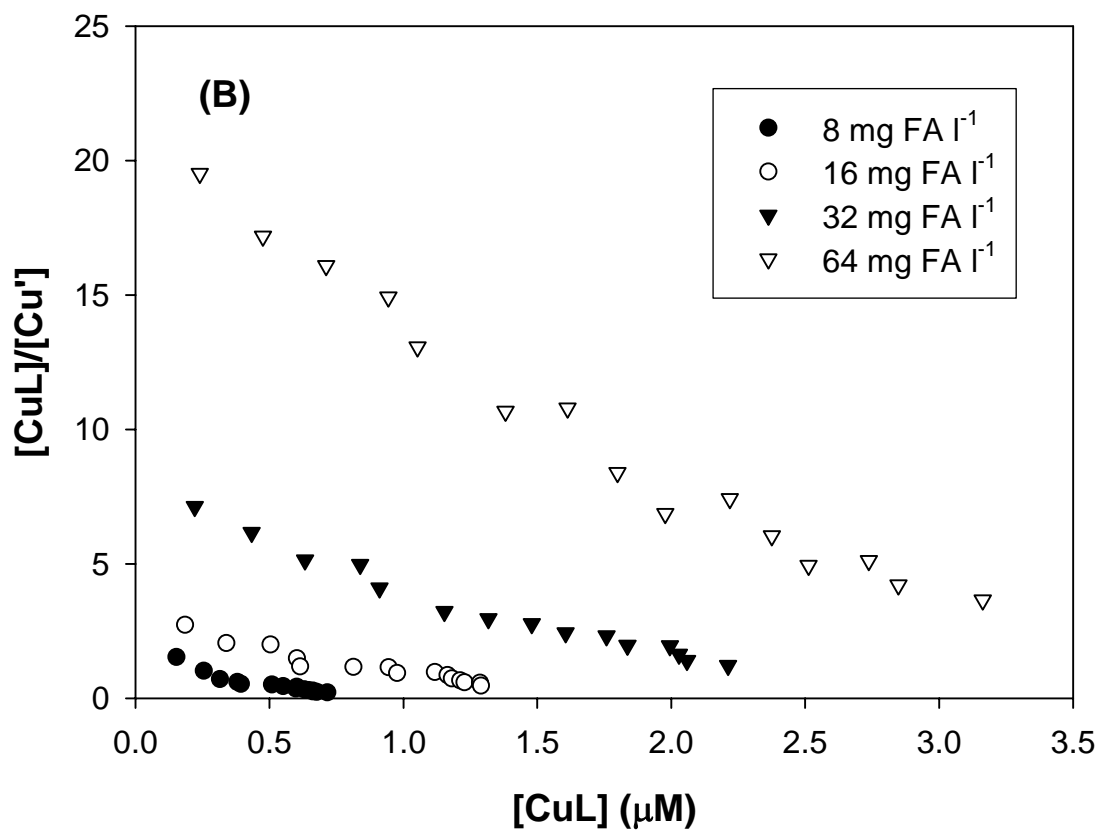 25
(B)
8 mg FA l⁻¹
20
16 mg FA l⁻¹
32 mg FA l⁻¹
64 mg FA l⁻¹
[CuL]/[Cu']
15
10
5
0
0.0 0.5 1.0 1.5 2.0 2.5 3.0 3.5
[CuL] (μM)